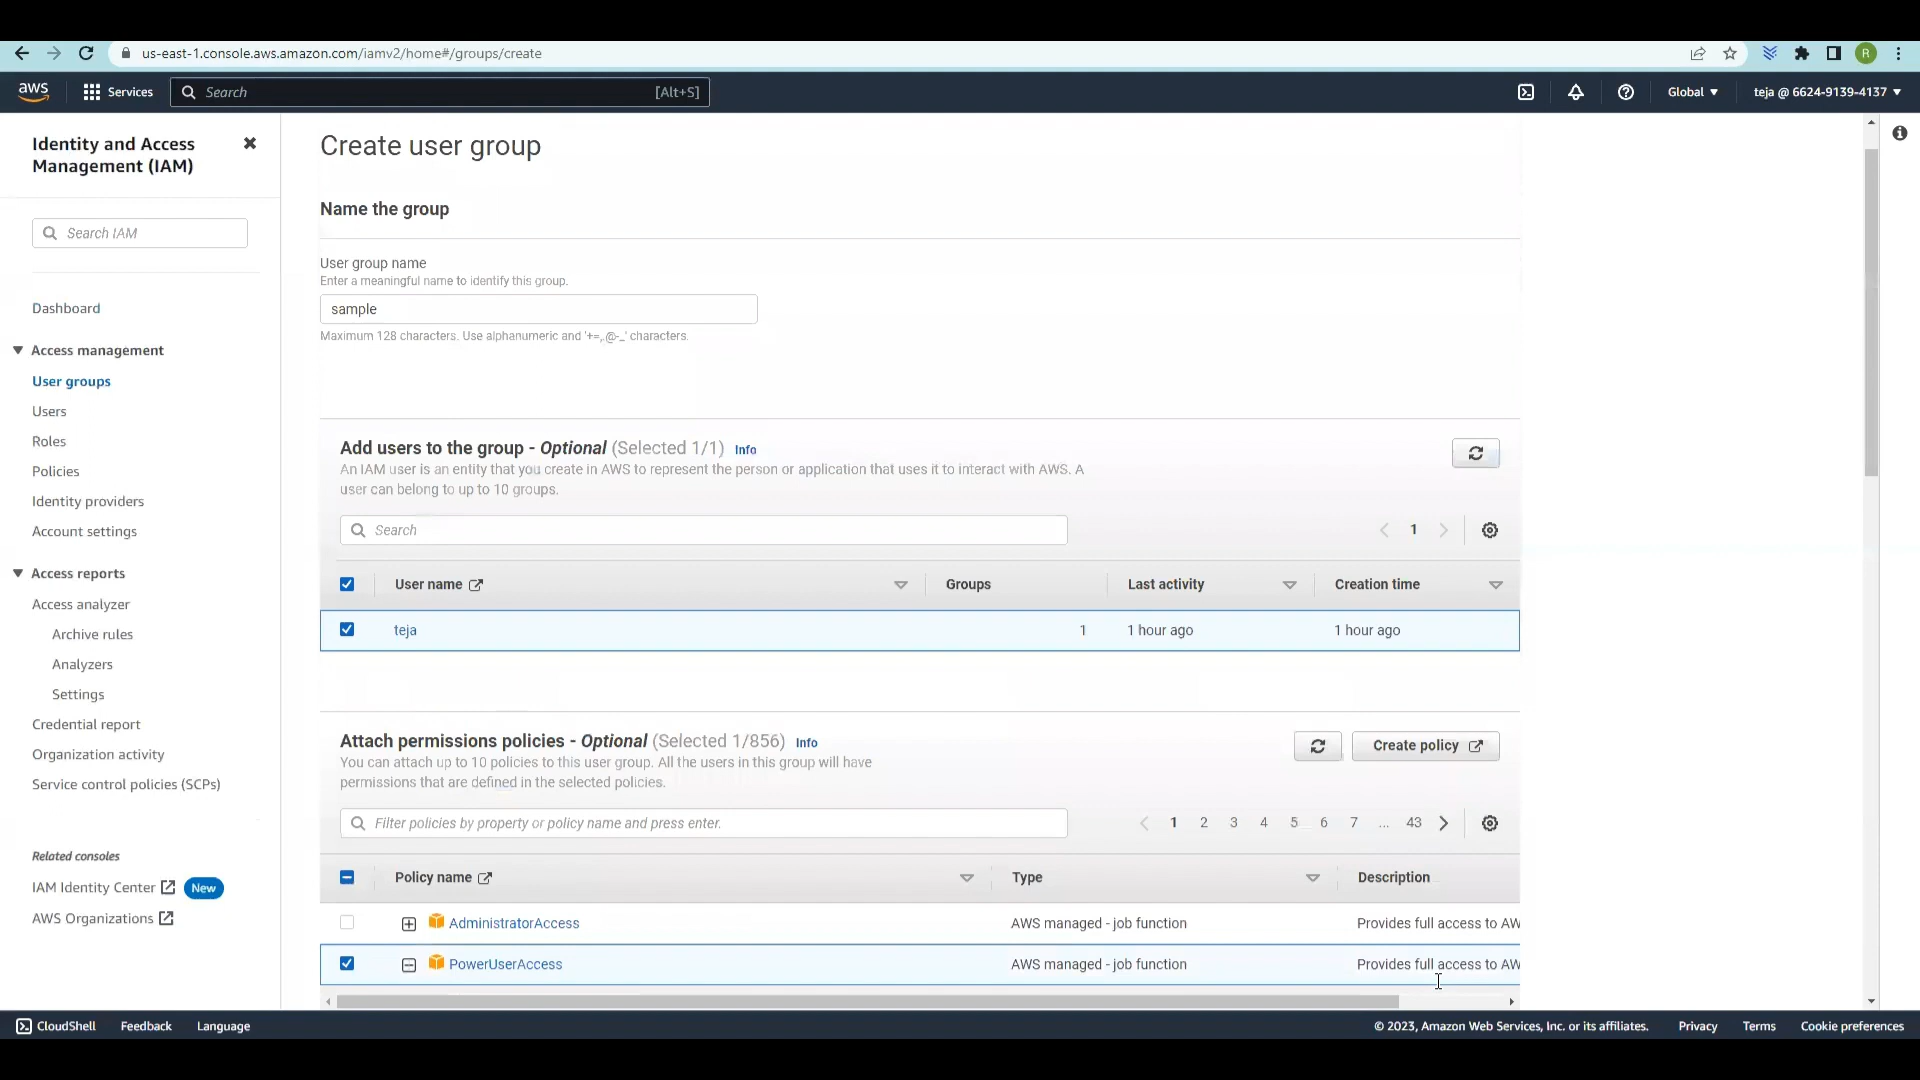 us-east-1.console.aws.amazon.com/iamv2/home#/groups/create
R
aws
Services
Search
[Alt+S]
Global
teja @ 6624-9139-4137
Identity and Access
Management (IAM)
Search IAM
Dashboard
Access management
User groups
Users
Roles
Policies
Identity providers
Account settings
Access reports
Access analyzer
Archive rules
Analyzers
Settings
Credential report
Organization activity
Service control policies (SCPs)
Related consoles
IAM Identity Center New
AWS Organizations
Create user group
Name the group
User group name
Enter a meaningful name to identify this group.
sample
Maximum 128 characters. Use alphanumeric and '+=,.@-_' characters.
Add users to the group - Optional (Selected 1/1) Info
An IAM user is an entity that you create in AWS to represent the person or application that uses it to interact with AWS. A
user can belong to up to 10 groups.
Search
1
User name Groups Last activity Creation time
teja 1 1 hour ago 1 hour ago
Attach permissions policies - Optional (Selected 1/856) Info
You can attach up to 10 policies to this user group. All the users in this group will have
permissions that are defined in the selected policies.
Create policy
Filter policies by property or policy name and press enter.
1 2 3 4 5 6 7 ... 43
Policy name Type Description
AdministratorAccess AWS managed - job function Provides full access to AW
PowerUserAccess AWS managed - job function Provides full access to AW
CloudShell Feedback Language
© 2023, Amazon Web Services, Inc. or its affiliates. Privacy Terms Cookie preferences